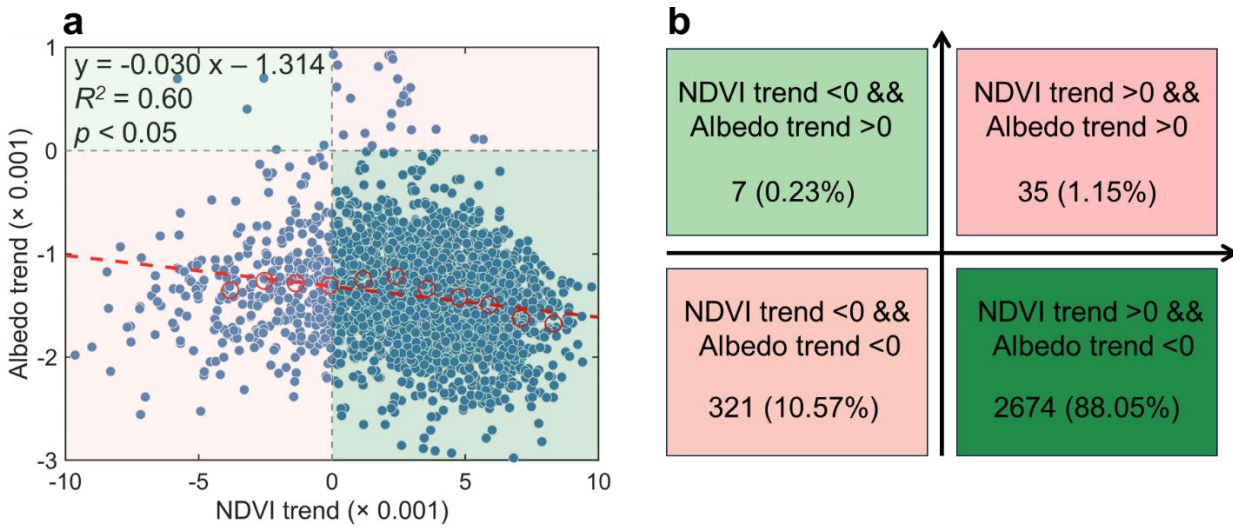 a
y = -0.030 x – 1.314
R² = 0.60
p < 0.05
Albedo trend (× 0.001)
1
0
-1
-2
-3
-10
-5
0
5
10
NDVI trend (× 0.001)
b
NDVI trend <0 &&
Albedo trend >0
7 (0.23%)
NDVI trend >0 &&
Albedo trend >0
35 (1.15%)
NDVI trend <0 &&
Albedo trend <0
321 (10.57%)
NDVI trend >0 &&
Albedo trend <0
2674 (88.05%)